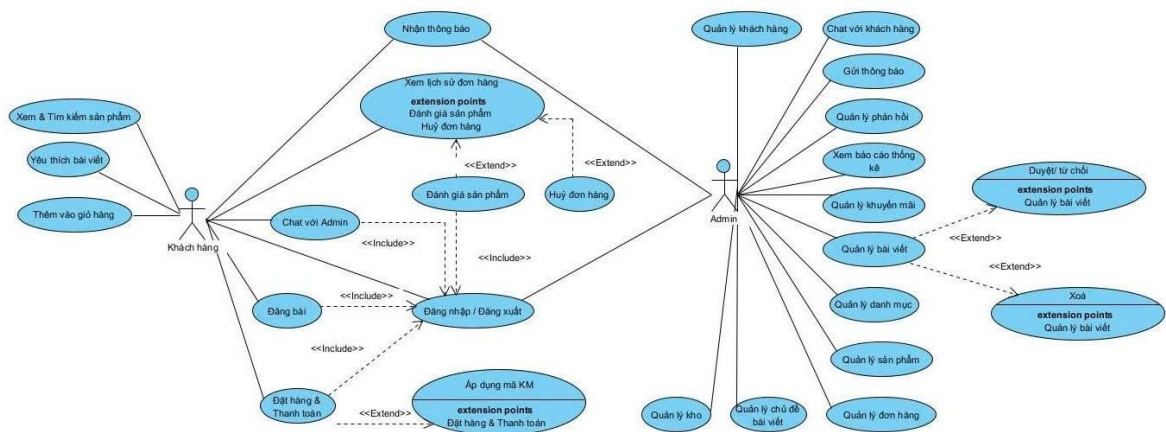 Nhận thông báo
Quản lý khách hàng
Chat với khách hàng
Xem lịch sử đơn hàng
extension points
Đánh giá sản phẩm
Huỷ đơn hàng
Gửi thông báo
Xem & Tìm kiếm sản phẩm
Quản lý phản hồi
Yêu thích bài viết
<<Extend>>
<<Extend>>
Xem báo cáo thống
kê
Duyệt/ từ chối
extension points
Quản lý bài viết
Đánh giá sản phẩm
Huỷ đơn hàng
Thêm vào giỏ hàng
Quản lý khuyến mãi
Khách hàng
Chat với Admin
Admin
<<Include>>
<<Include>>
Quản lý bài viết
<<Extend>>
<<Extend>>
<<Include>>
Đăng bài
Đăng nhập / Đăng xuất
Quản lý danh mục
Xoá
extension points
Quản lý bài viết
<<Include>>
Quản lý sản phẩm
Đặt hàng &
Thanh toán
<<Extend>>
Áp dụng mã KM
extension points
Đặt hàng & Thanh toán
Quản lý kho
Quản lý chủ đề
bài viết
Quản lý đơn hàng